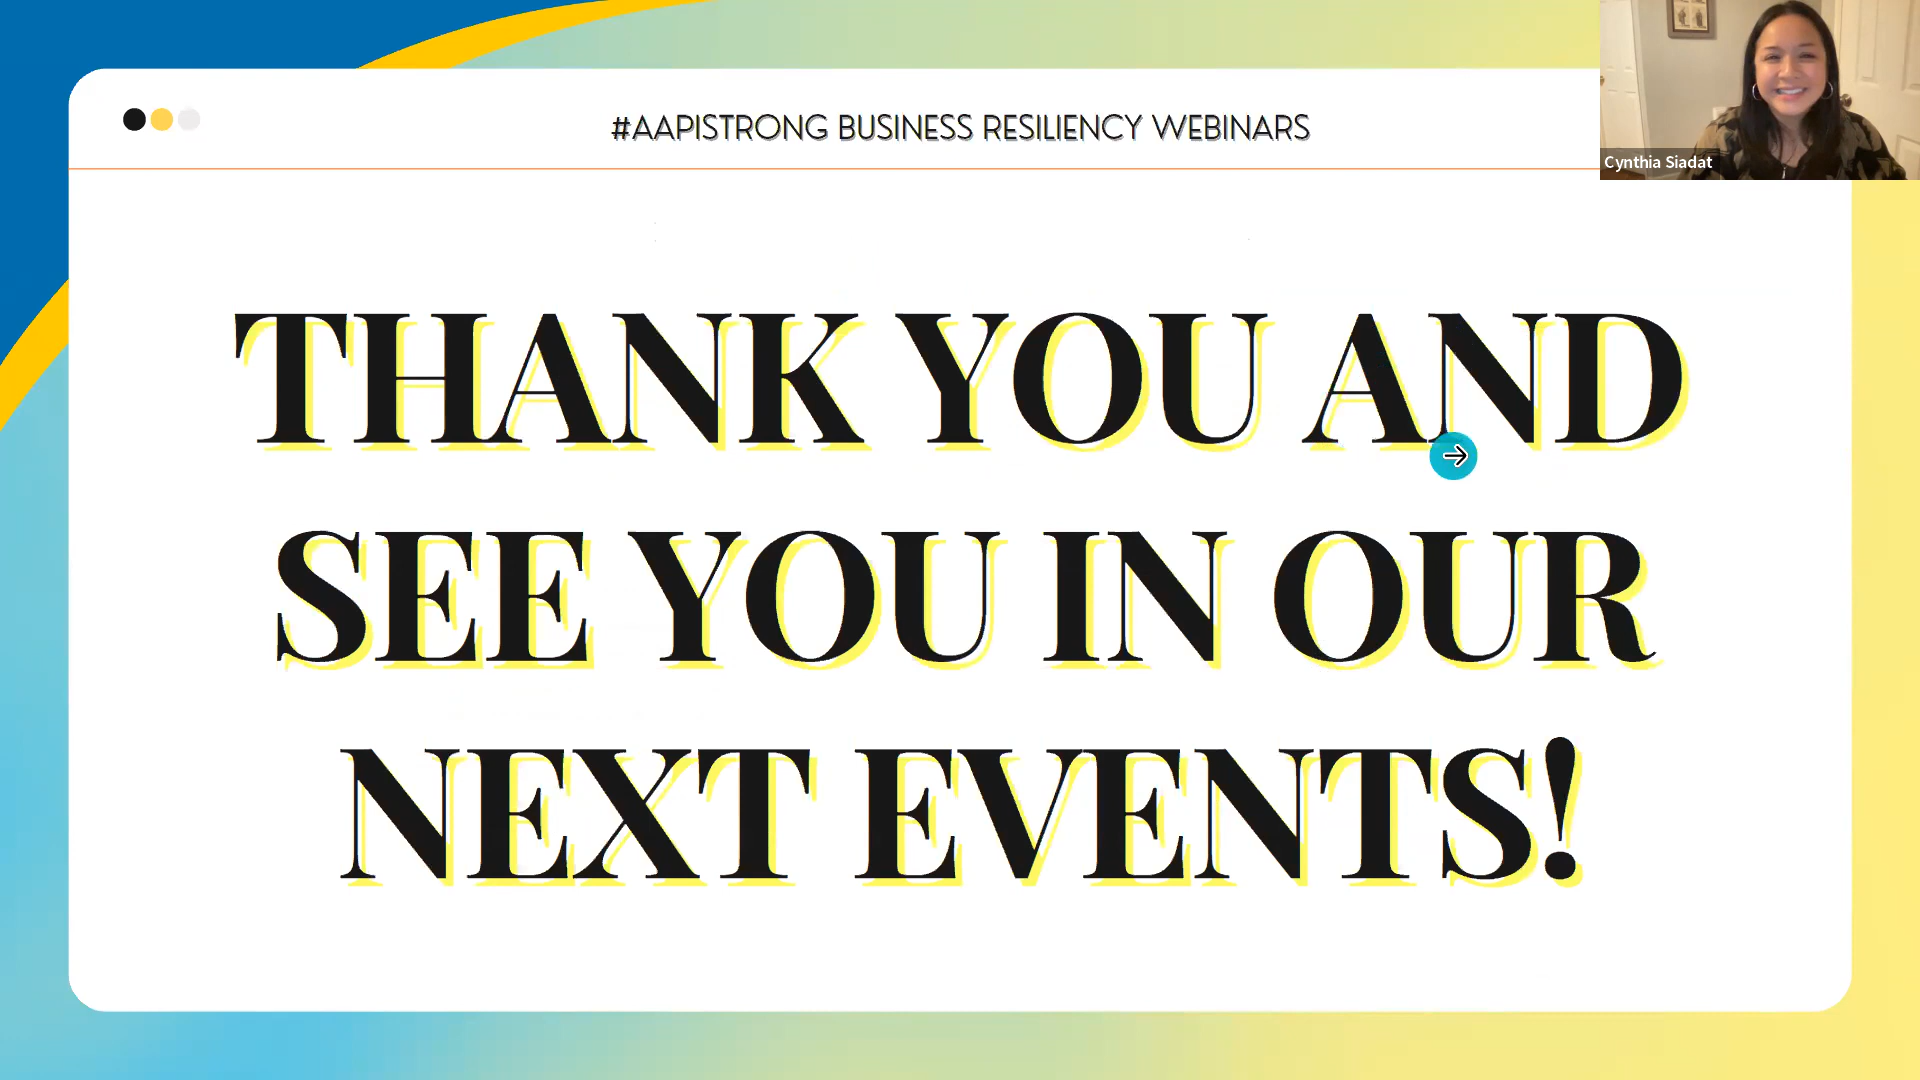 #AAPISTRONG BUSINESS RESILIENCY WEBINARS
Cynthia Siadat
THANK YOU AND
SEE YOU IN OUR
NEXT EVENTS!